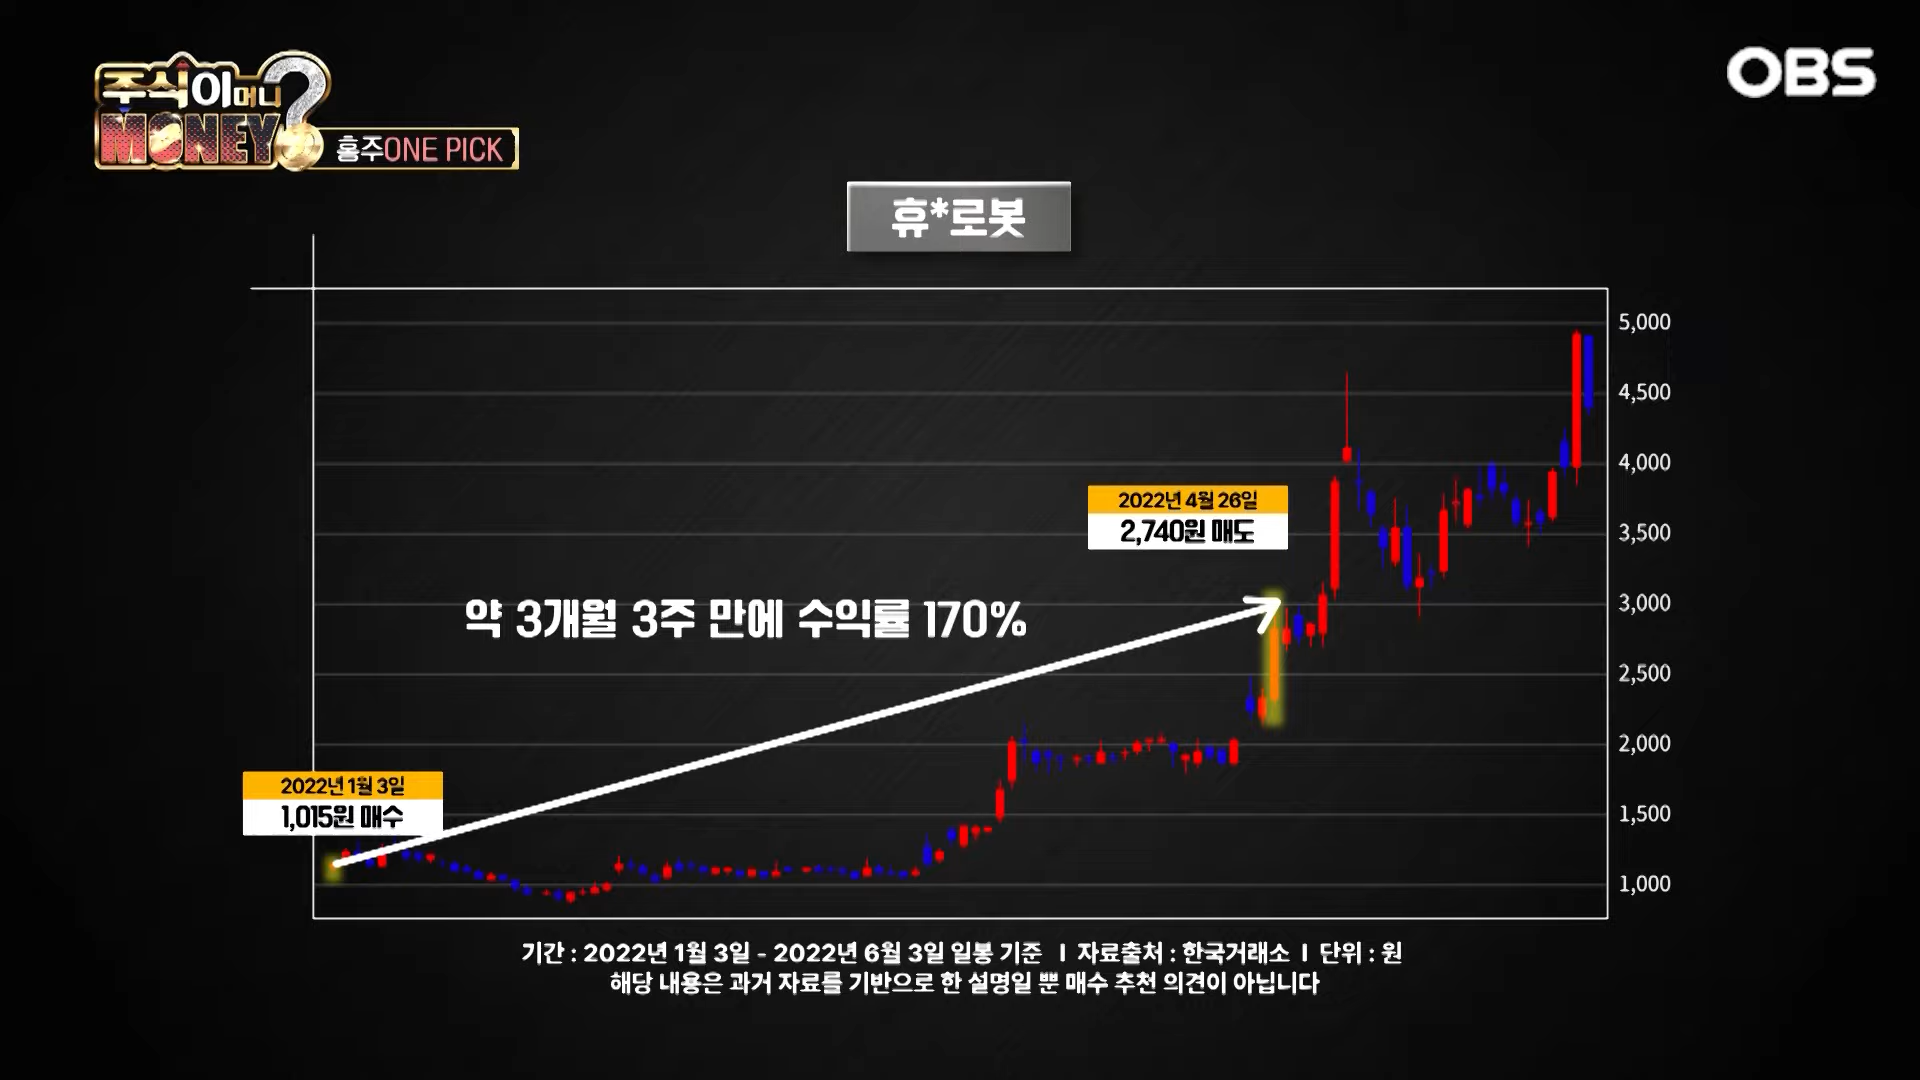 주식이머니
MONEY?
홍주ONE PICK
OBS
휴*로봇
5,000
4,500
4,000
3,500
3,000
2,500
2,000
1,500
1,000
2022년 4월 26일
2,740원 매도
약 3개월 3주 만에 수익률 170%
2022년 1월 3일
1,015원 매수
기간 : 2022년 1월 3일 - 2022년 6월 3일 일봉 기준 ㅣ 자료출처 : 한국거래소 ㅣ 단위 : 원
해당 내용은 과거 자료를 기반으로 한 설명일 뿐 매수 추천 의견이 아닙니다